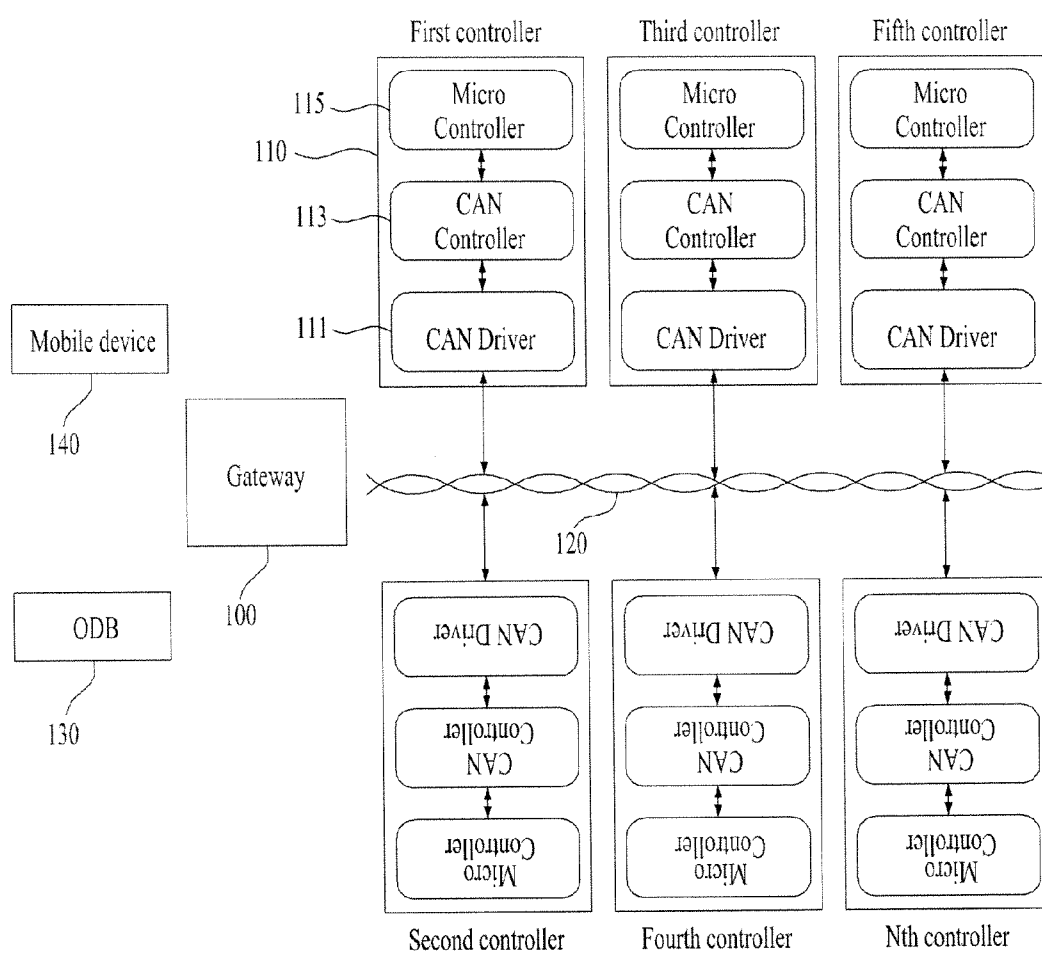 First controller
Third controller
Fifth controller
115
110
113
111
Micro
Controller
CAN
Controller
CAN Driver
Micro
Controller
CAN
Controller
CAN Driver
Micro
Controller
CAN
Controller
CAN Driver
Mobile device
140
Gateway
100
120
ODB
130
CAN Driver
CAN
Controller
Micro
Controller
CAN Driver
CAN
Controller
Micro
Controller
CAN Driver
CAN
Controller
Micro
Controller
Second controller
Fourth controller
Nth controller